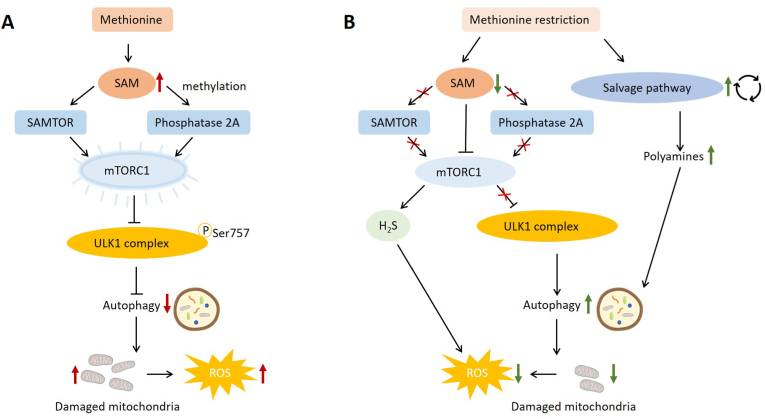 A
Methionine
SAM
methylation
SAMTOR
Phosphatase 2A
mTORC1
P
Ser757
ULK1 complex
Autophagy
ROS
Damaged mitochondria
B
Methionine restriction
SAM
Salvage pathway
SAMTOR
Phosphatase 2A
Polyamines
mTORC1
H₂S
ULK1 complex
Autophagy
ROS
Damaged mitochondria